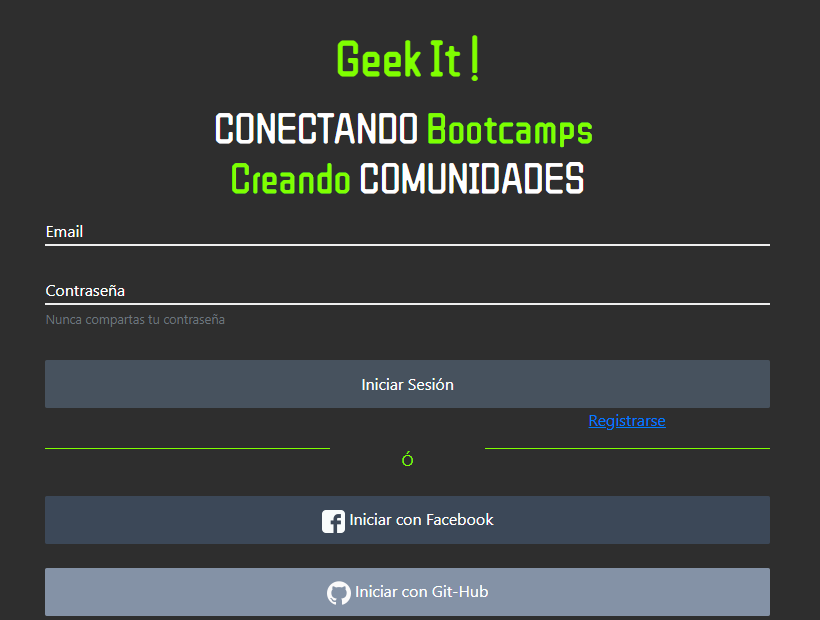 Geek It !
CONECTANDO Bootcamps
Creando COMUNIDADES
Email
Contraseña
Nunca compartas tu contraseña
Iniciar Sesión
Registrarse
Ó
Iniciar con Facebook
Iniciar con Git-Hub